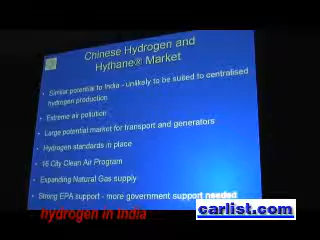 Chinese Hydrogen and
Hythane® Market
• Similar potential to India - unlikely to be suited to centralised
hydrogen production
• Extreme air pollution
• Large potential market for transport and generators
• Hydrogen standards in place
• 16 City Clean Air Program
• Expanding Natural Gas supply
• Strong EPA support - more government support needed
hydrogen in India
carlist.com